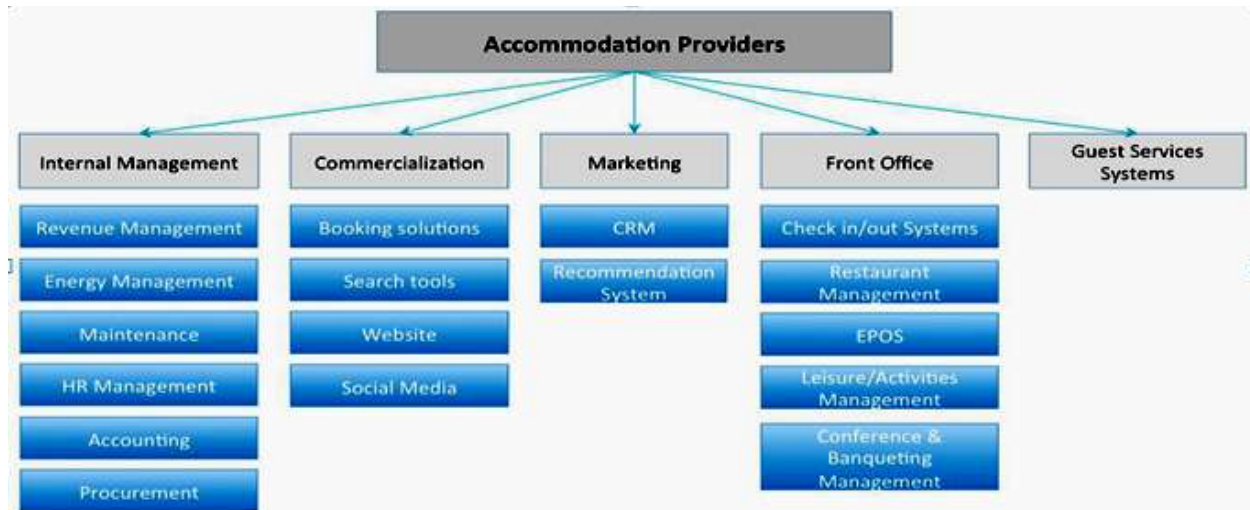 Accommodation Providers
Internal Management
Commercialization
Marketing
Front Office
Guest Services
Systems
Revenue Management
Energy Management
Maintenance
HR Management
Accounting
Procurement
Booking solutions
Search tools
Website
Social Media
CRM
Recommendation
System
Check in/out Systems
Restaurant
Management
EPOS
Leisure/Activities
Management
Conference &
Banqueting
Management